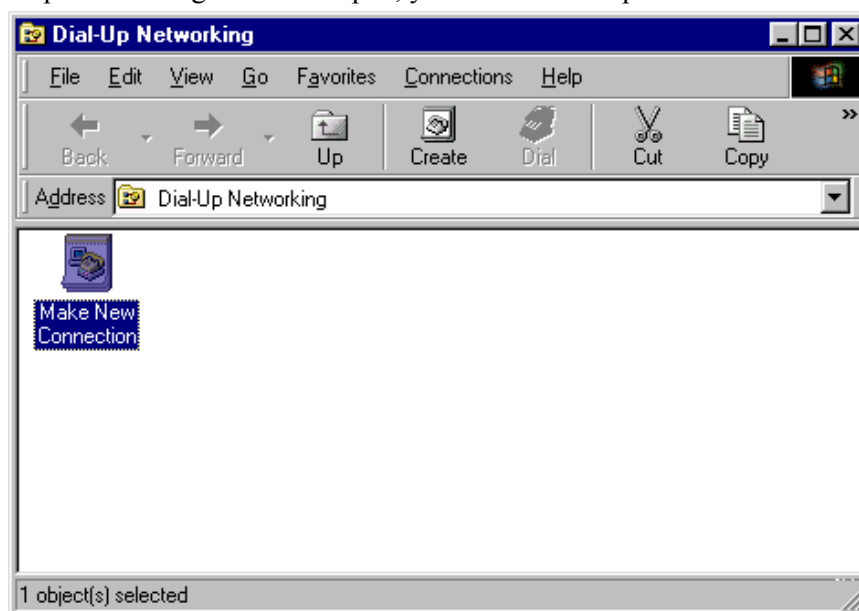 Dial-Up Networking
File Edit View Go Favorites Connections Help
Back Forward Up Create Dial Cut Copy »
Address Dial-Up Networking
Make New
Connection
1 object(s) selected